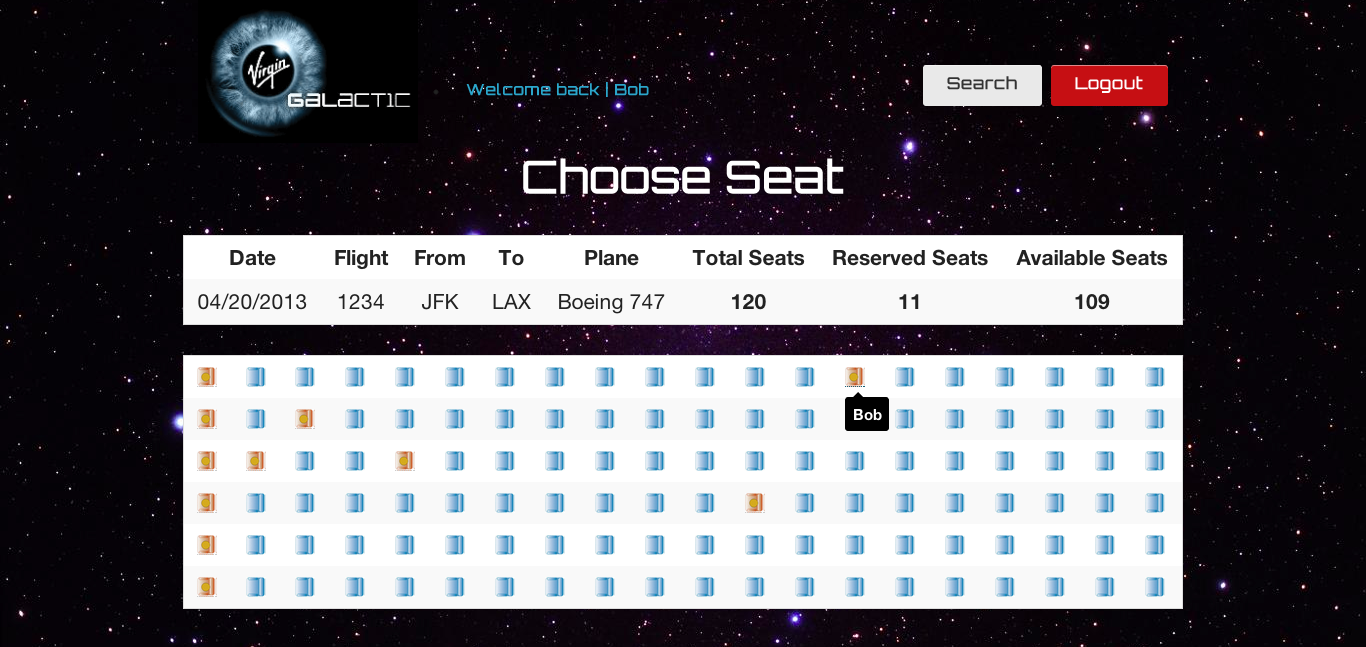 Virgin
GALACTIC
Welcome back | Bob
Search
Logout
Choose Seat
Date Flight From To Plane Total Seats Reserved Seats Available Seats
04/20/2013 1234 JFK LAX Boeing 747 120 11 109
Bob